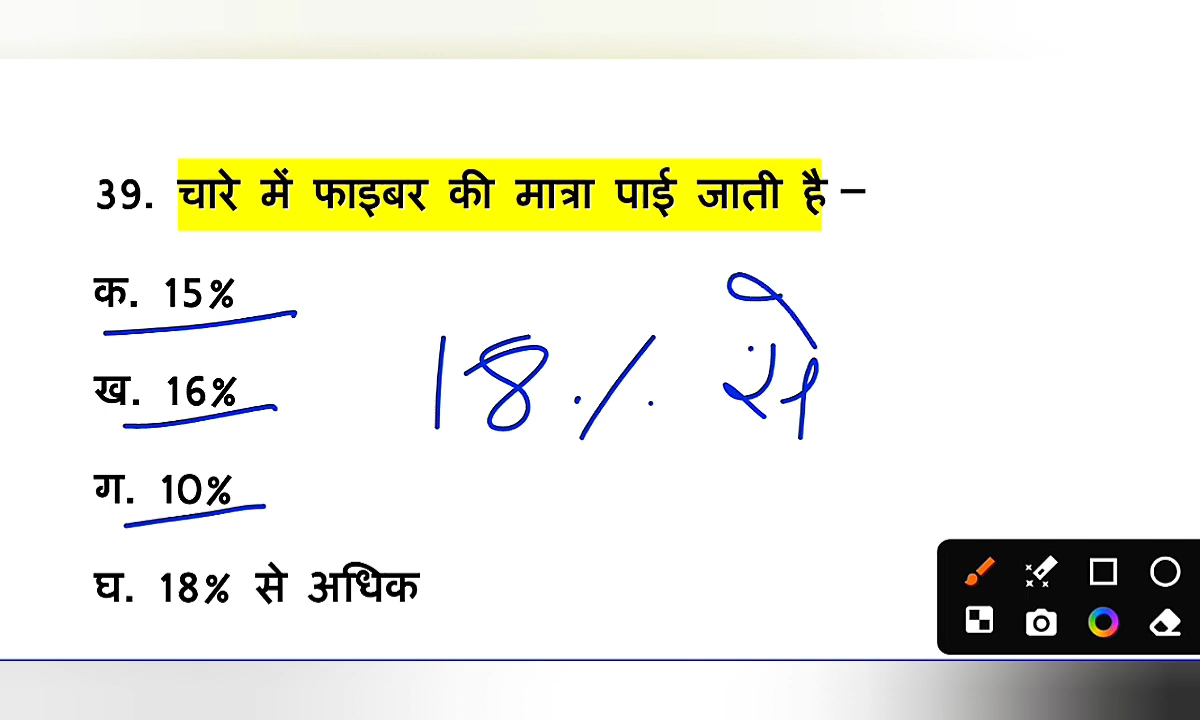 39. चारे में फाइबर की मात्रा पाई जाती है –
क. 15%
ख. 16%
18 % से
ग. 10%
घ. 18% से अधिक